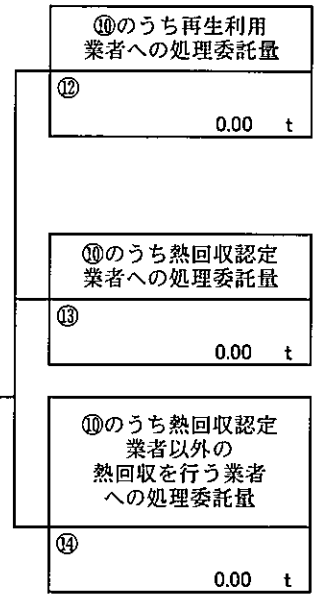 ⑩のうち再生利用
業者への処理委託量
⑫
0.00 t
⑩のうち熱回収認定
業者への処理委託量
⑬
0.00 t
⑩のうち熱回収認定
業者以外の
熱回収を行う業者
への処理委託量
⑭
0.00 t